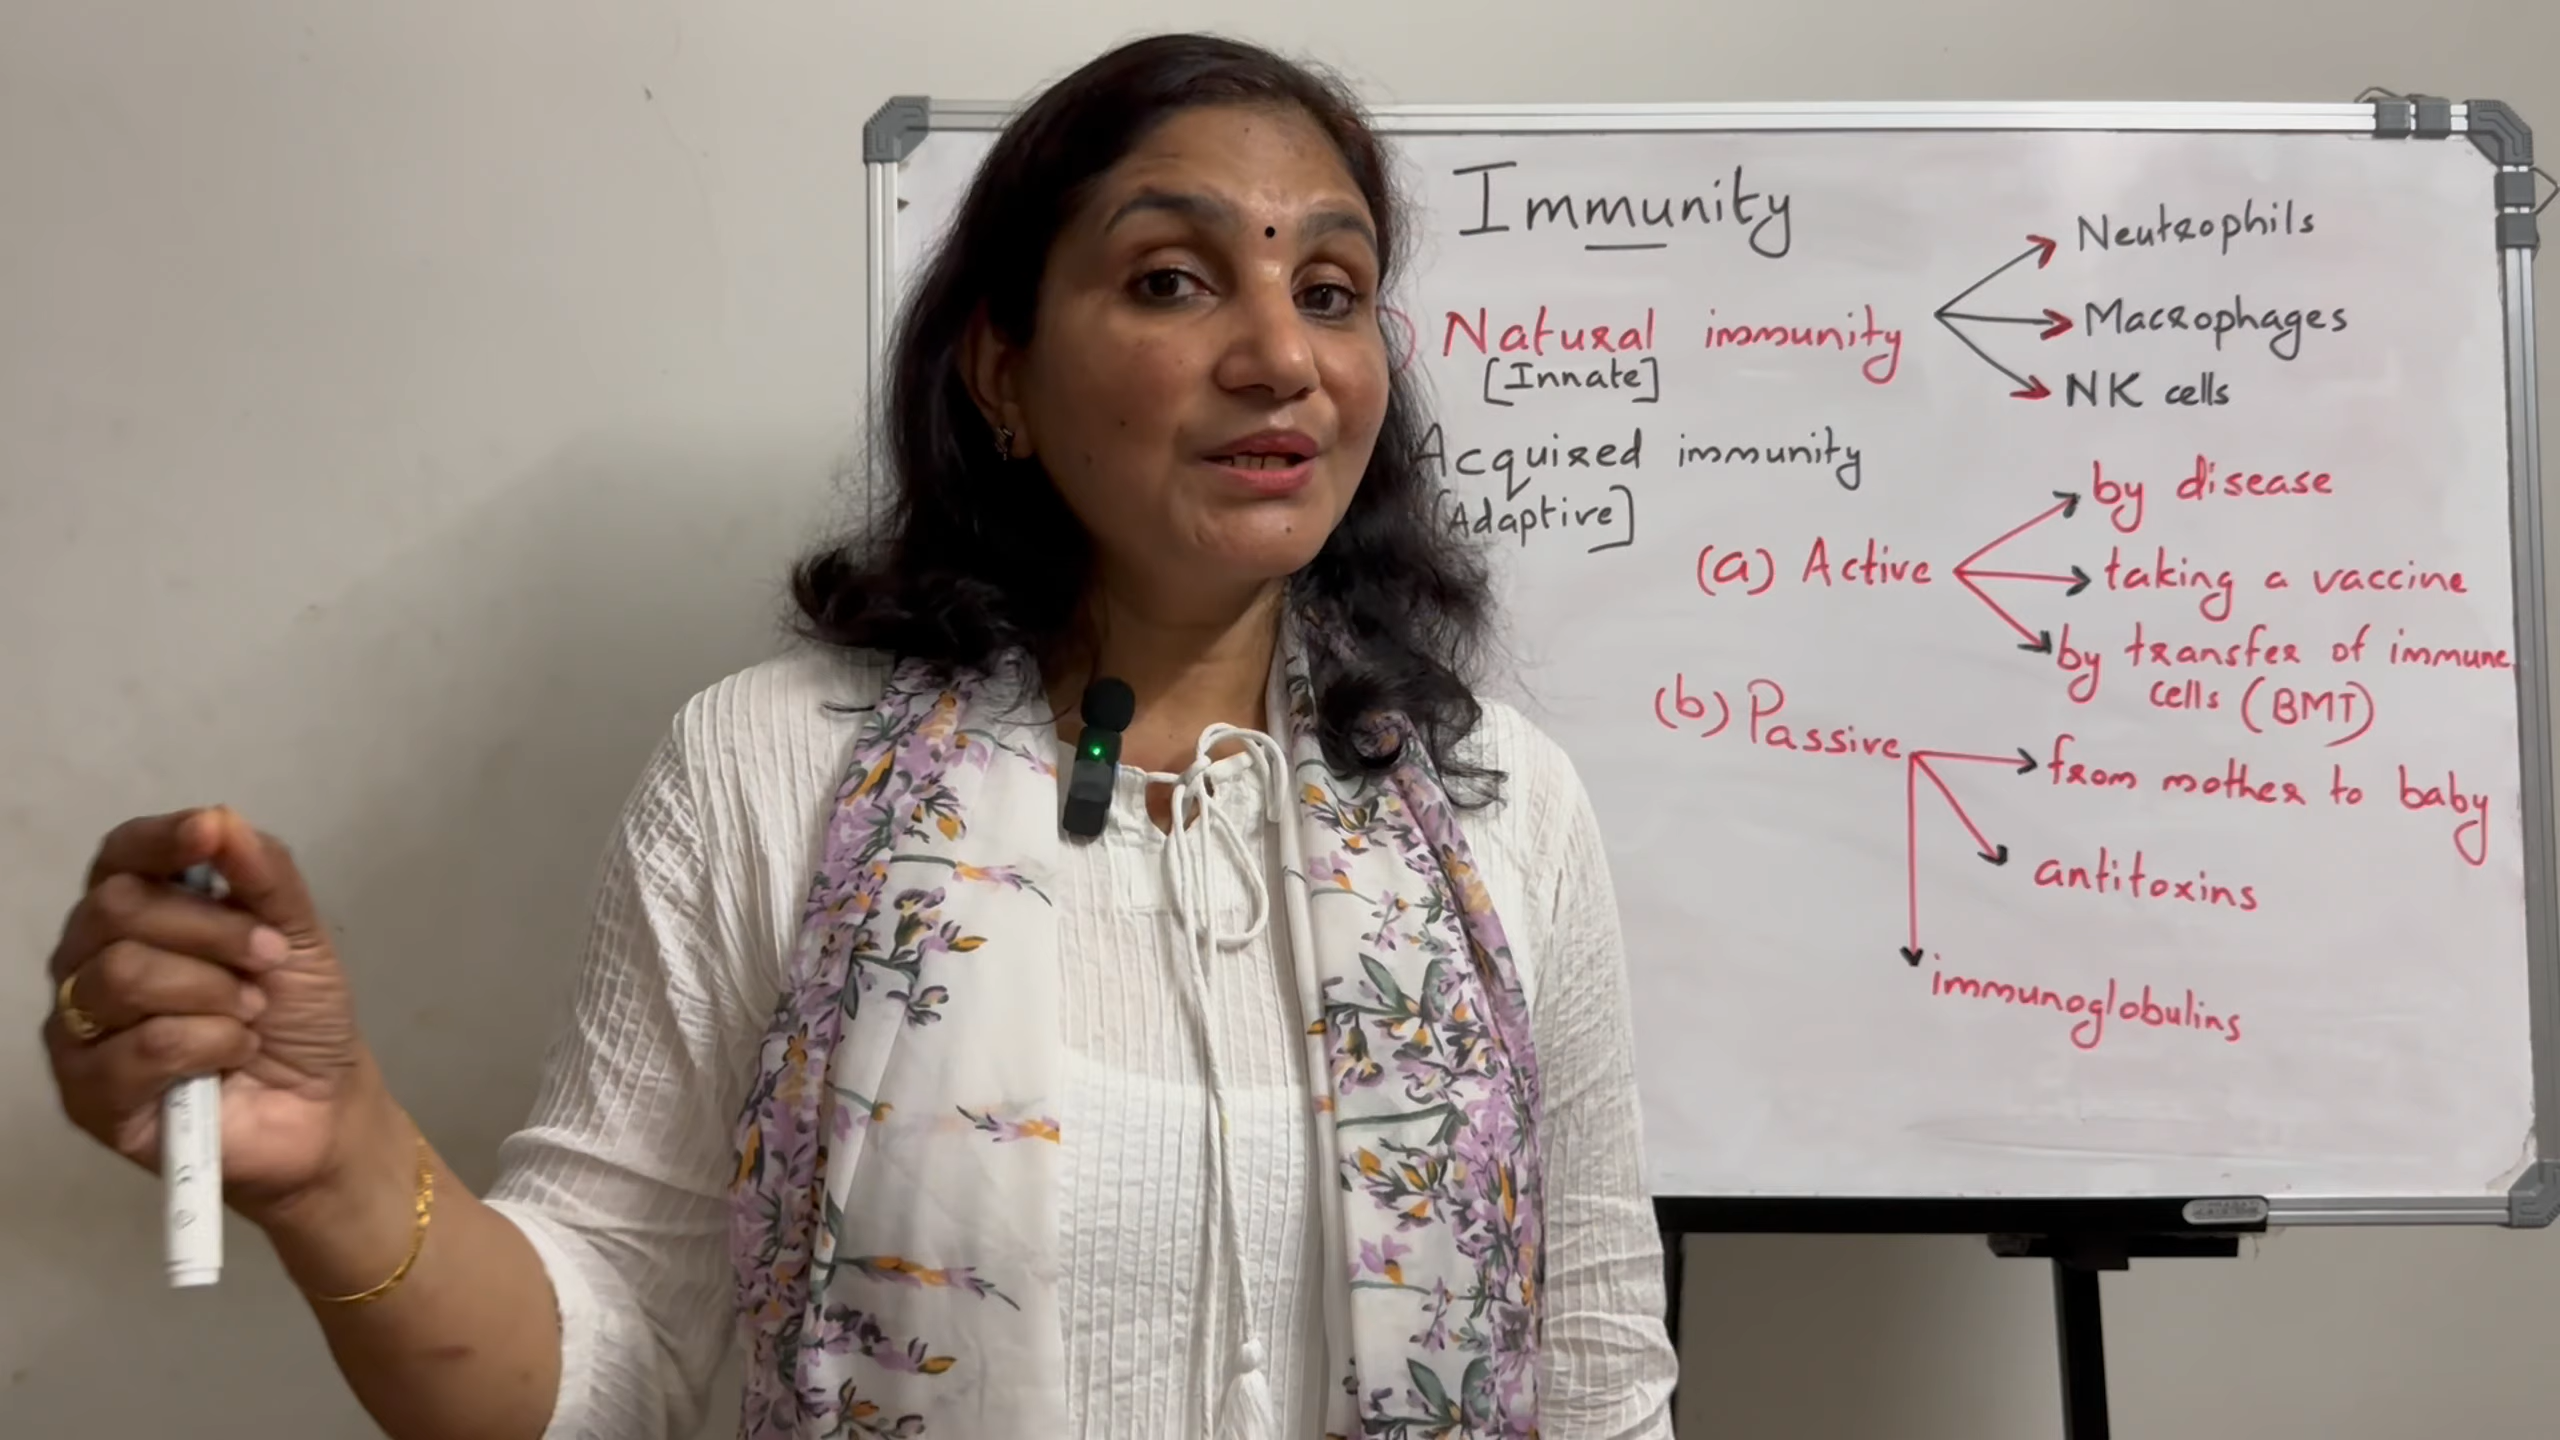 Immunity
Neutrophils
Natural immunity
Macrophages
[Innate]
NK cells
Acquired immunity
[Adaptive]
by disease
(a) Active
taking a vaccine
by transfer of immune
cells (BMT)
(b) Passive
from mother to baby
antitoxins
immunoglobulins